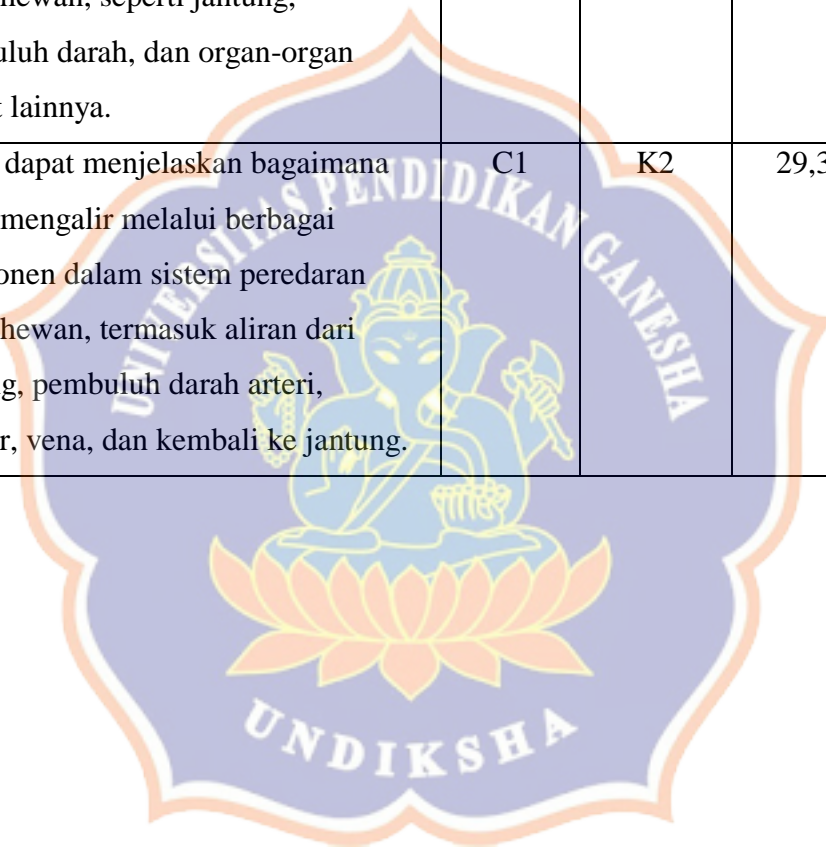 hewan, seperti jantung,
uluh darah, dan organ-organ
t lainnya.
dapat menjelaskan bagaimana C1 K2 29,3
mengalir melalui berbagai
onen dalam sistem peredaran
hewan, termasuk aliran dari
g, pembuluh darah arteri,
r, vena, dan kembali ke jantung.
UNIVERSITAS PENDIDIKAN GANESHA
UNDIKSHA